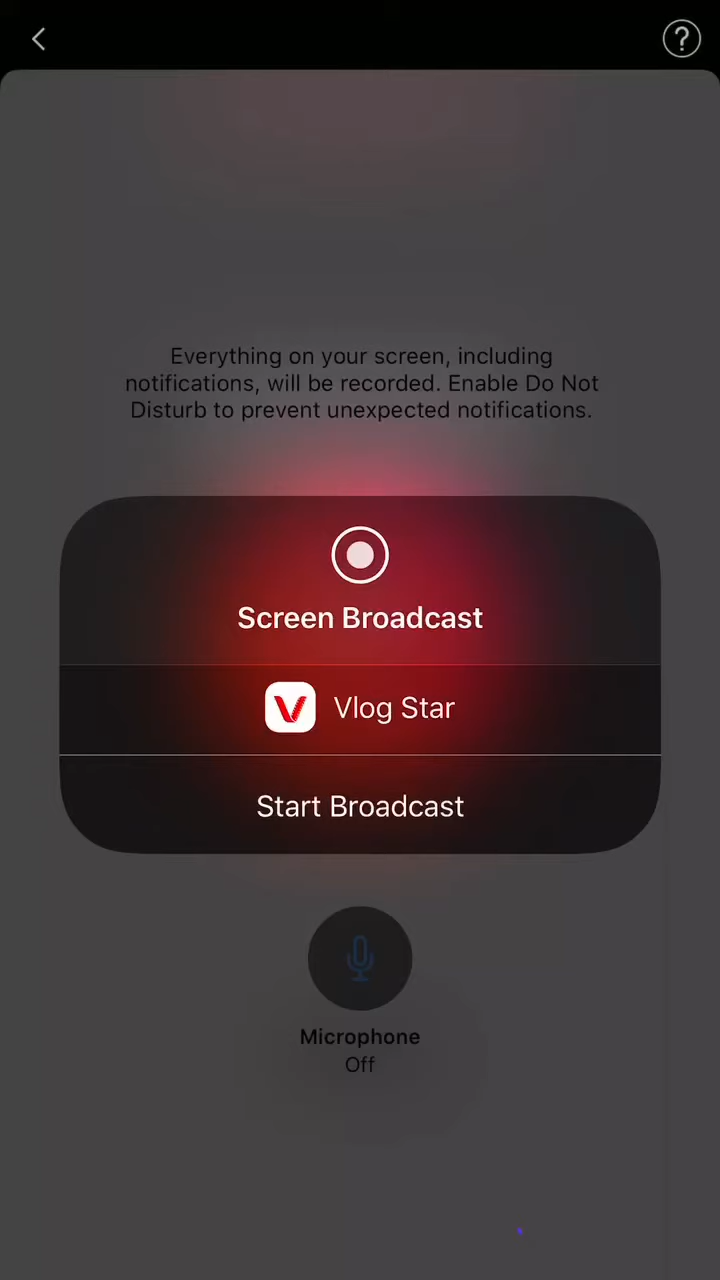 ?
Everything on your screen, including
notifications, will be recorded. Enable Do Not
Disturb to prevent unexpected notifications.
Screen Broadcast
V Vlog Star
Start Broadcast
Microphone
Off